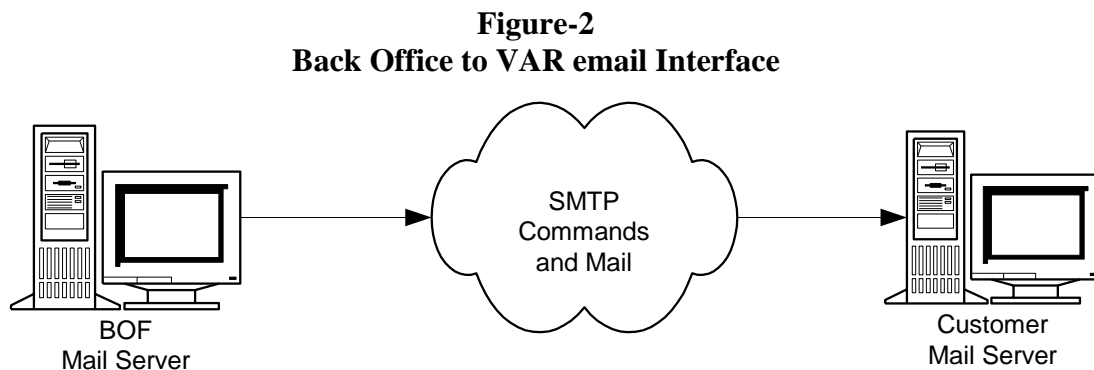 Figure-2
Back Office to VAR email Interface
SMTP
Commands
and Mail
BOF
Mail Server
Customer
Mail Server